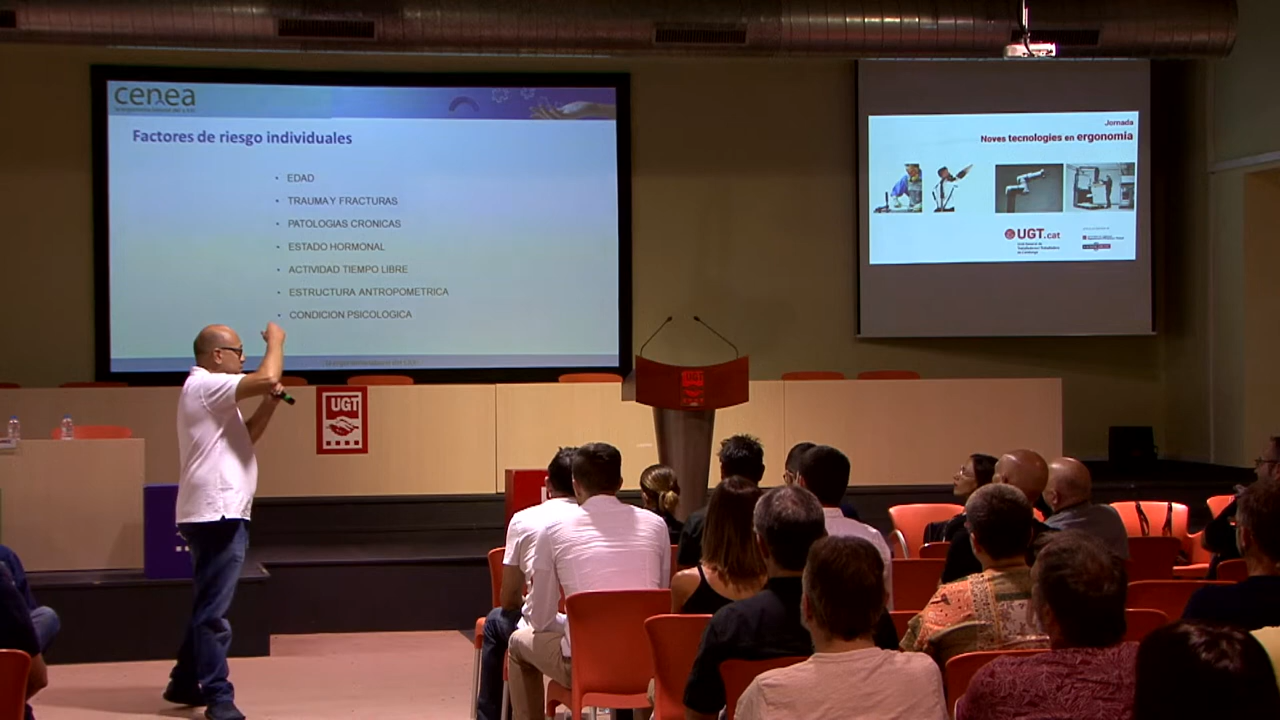 cenea
Factores de riesgo individuales
• EDAD
• TRAUMA Y FRACTURAS
• PATOLOGIAS CRONICAS
• ESTADO HORMONAL
• ACTIVIDAD TIEMPO LIBRE
• ESTRUCTURA ANTROPOMETRICA
• CONDICION PSICOLOGICA
Jornada
Noves tecnologies en ergonomia
UGT.cat
UGT